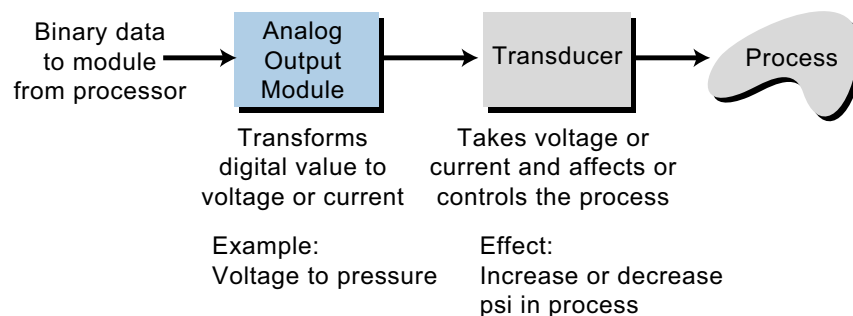 Binary data
to module
from processor
Analog
Output
Module
Transducer
Process
Transforms
digital value to
voltage or current
Takes voltage or
current and affects or
controls the process
Example:
Voltage to pressure
Effect:
Increase or decrease
psi in process